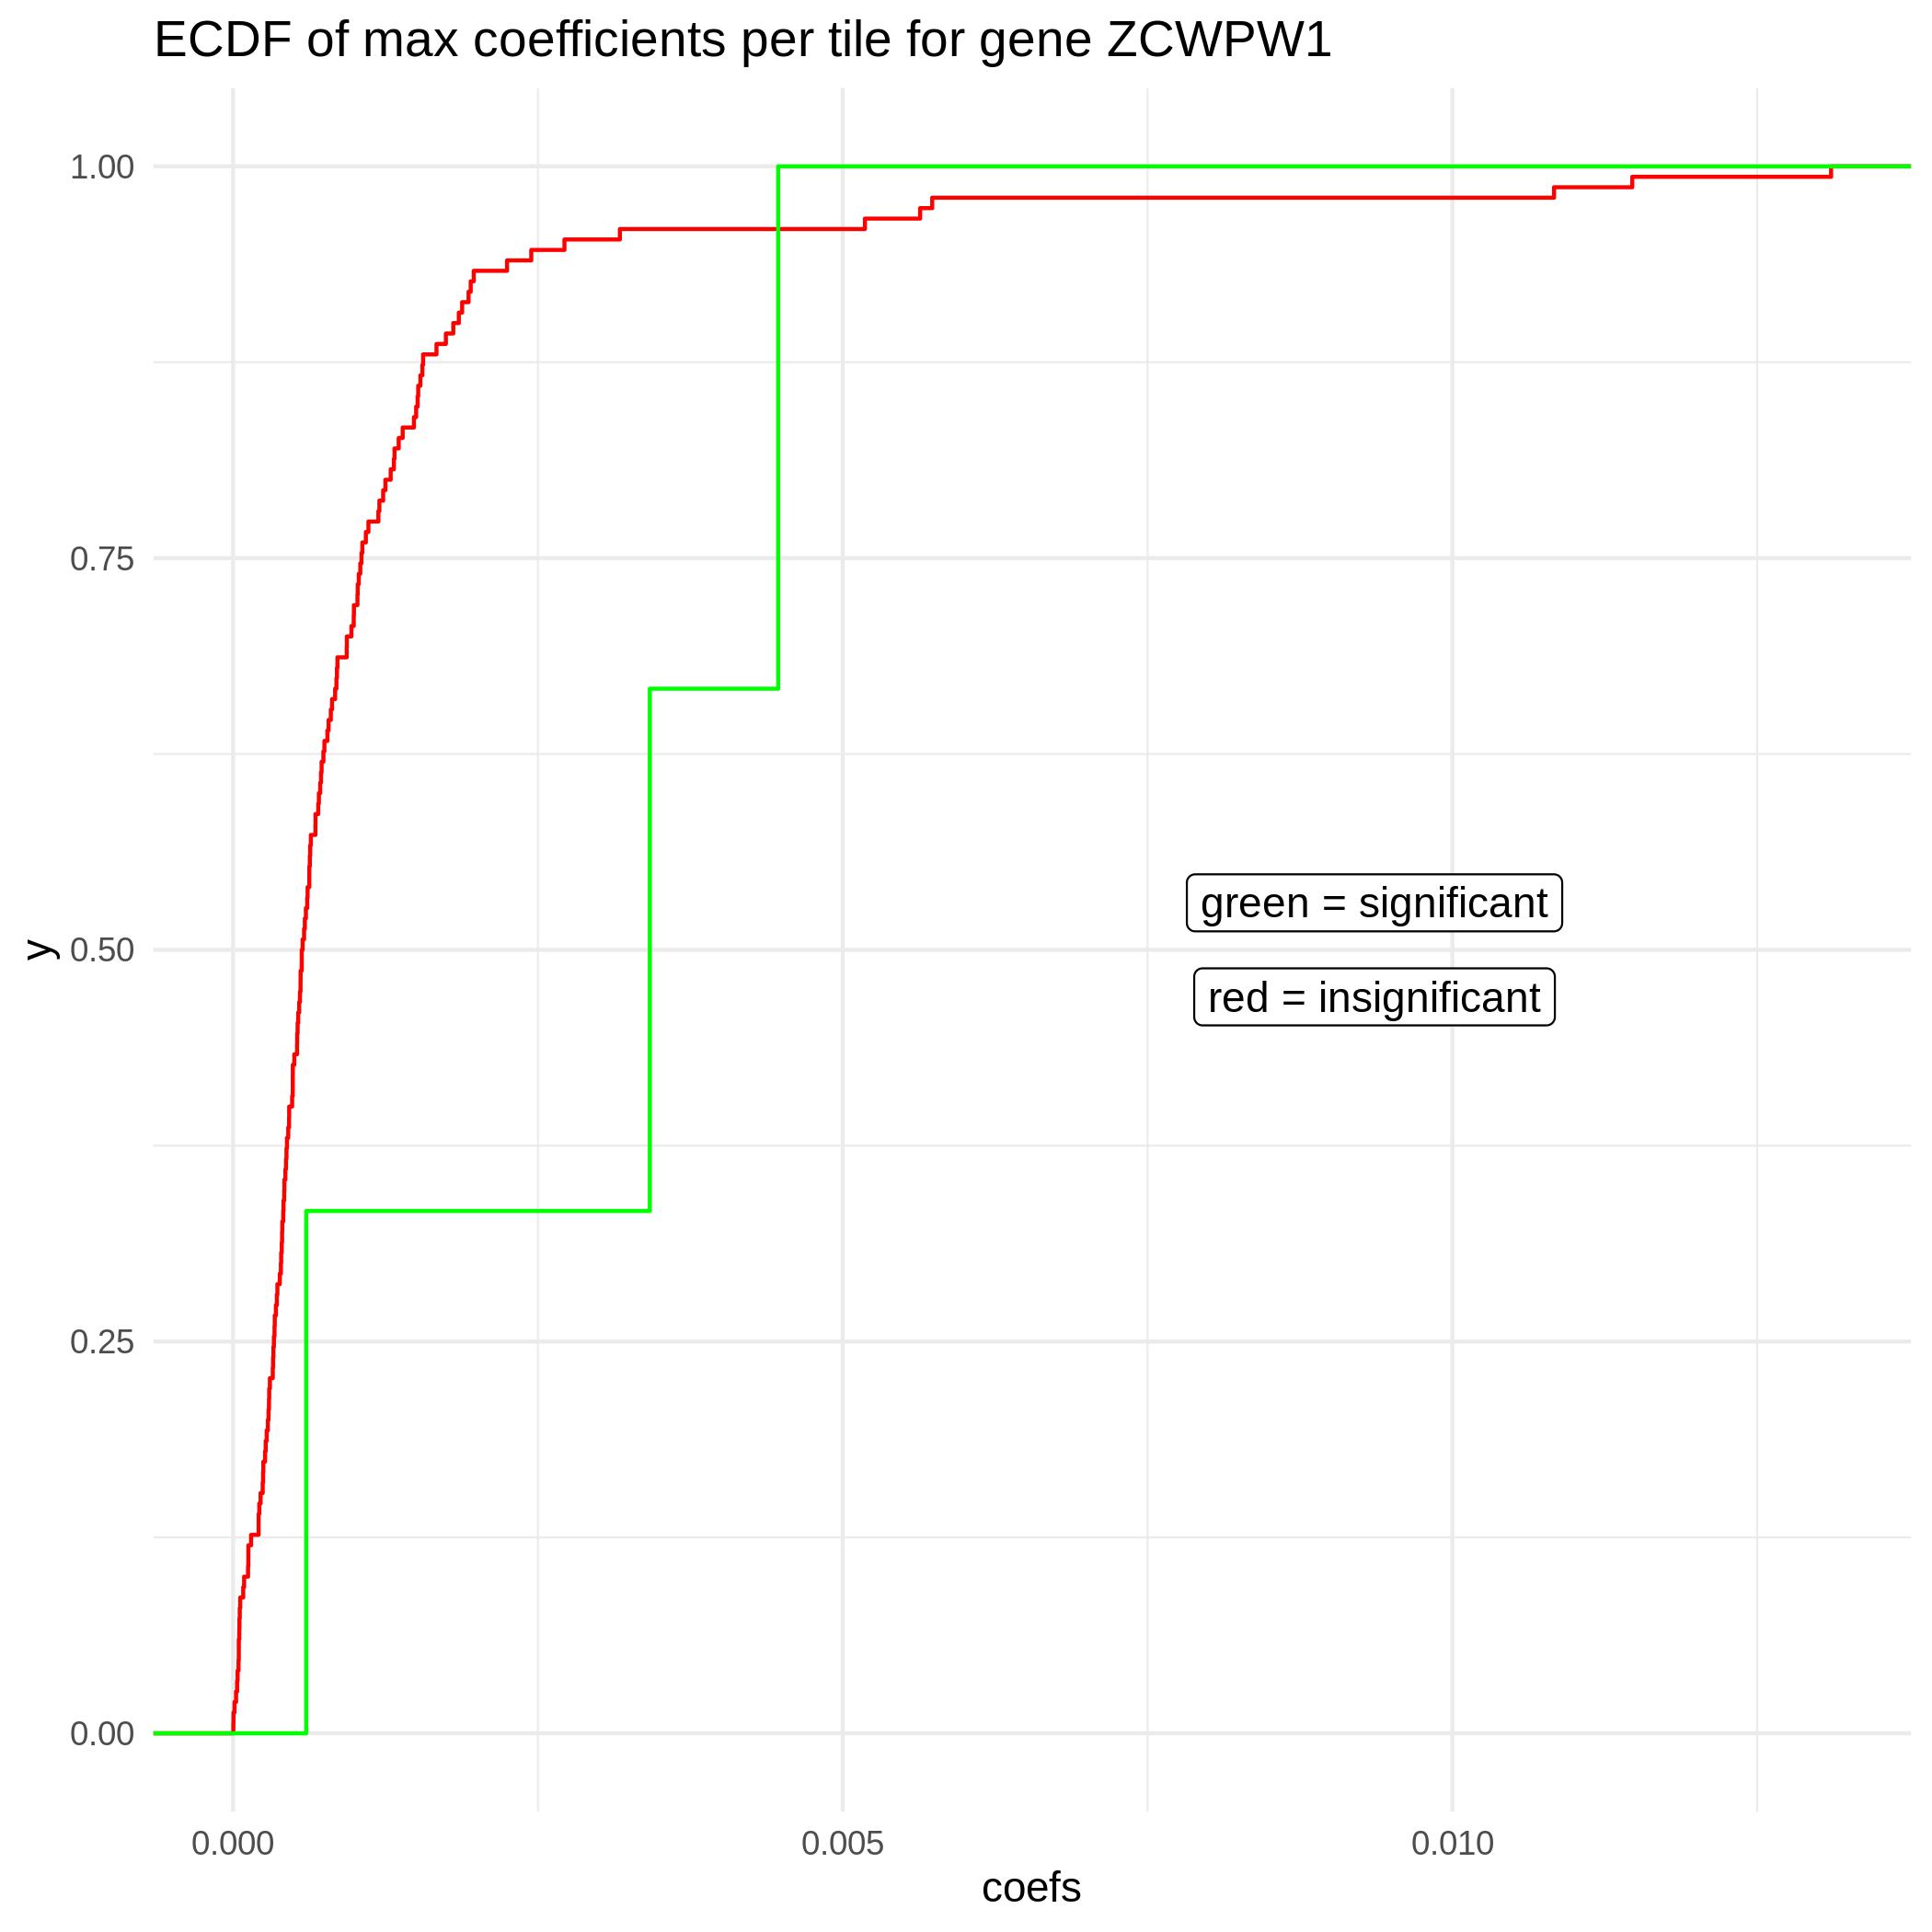 ECDF of max coefficients per tile for gene ZCWPW1
1.00
0.75
0.50
0.25
0.00
y
green = significant
red = insignificant
0.000
0.005
0.010
coefs